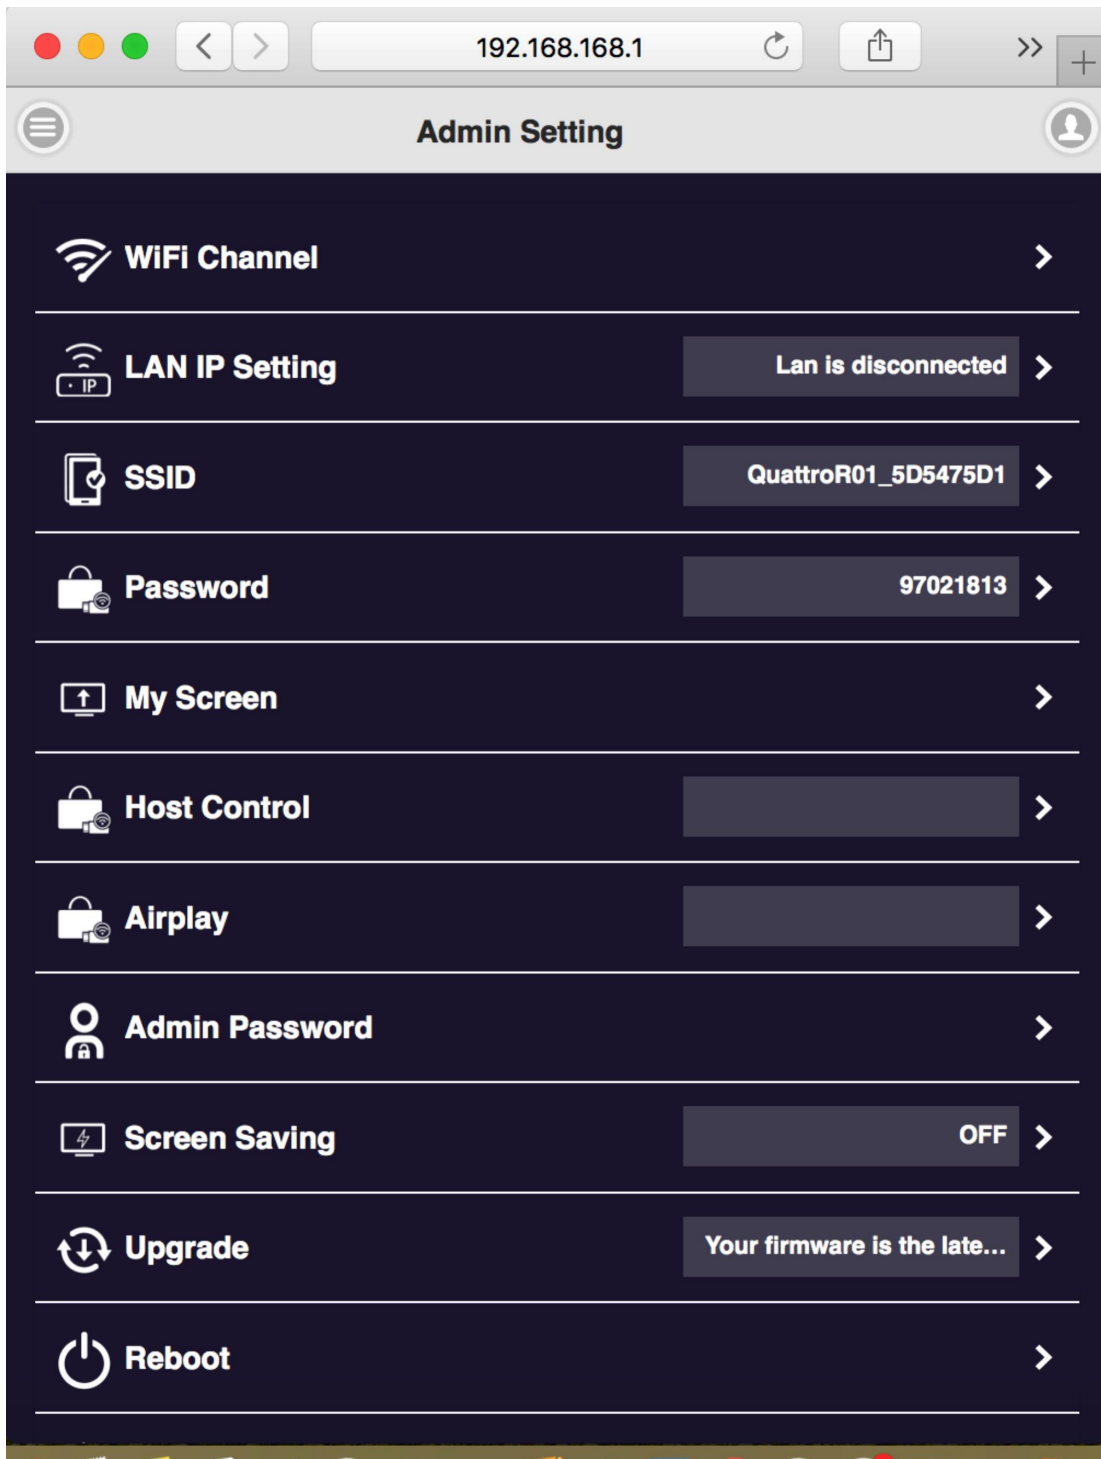 192.168.168.1
Admin Setting
WiFi Channel
LAN IP Setting
Lan is disconnected
IP
SSID
QuattroR01_5D5475D1
Password
97021813
My Screen
Host Control
Airplay
Admin Password
Screen Saving
OFF
Upgrade
Your firmware is the late...
Reboot